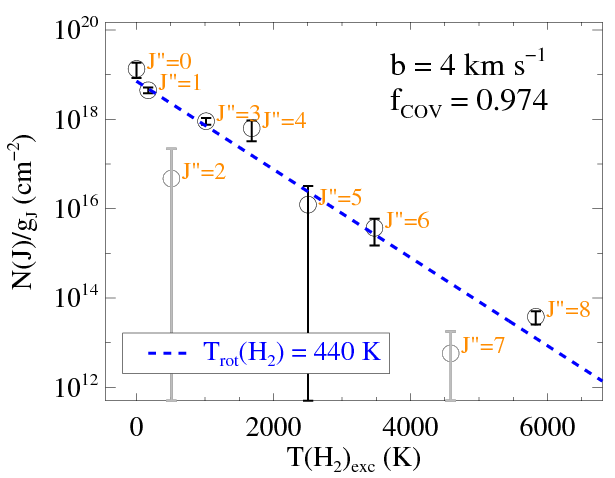 10²⁰
10¹⁸
10¹⁶
10¹⁴
10¹²
N(J)/g_J (cm⁻²)
b = 4 km s⁻¹
f_COV = 0.974
J"=0
J"=1
J"=2
J"=3
J"=4
J"=5
J"=6
J"=7
J"=8
T_rot(H₂) = 440 K
0 2000 4000 6000
T(H₂)_exc (K)